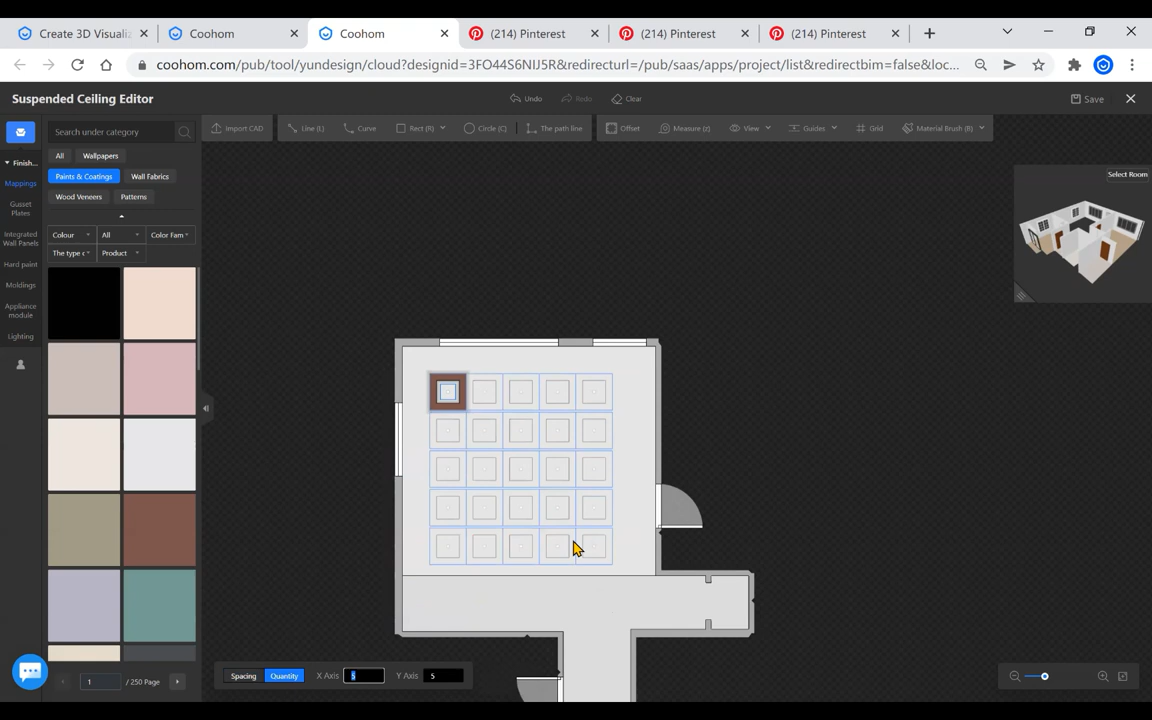 Create 3D Visualiz
Coohom
Coohom
(214) Pinterest
(214) Pinterest
(214) Pinterest
coohom.com/pub/tool/yundesign/cloud?designid=3FO44S6NIJ5R&redirecturl=/pub/saas/apps/project/list&redirectbim=false&loc...
Suspended Ceiling Editor
Undo
Redo
Clear
Save
Search under category
Import CAD
Line (L)
Curve
Rect (R)
Circle (C)
The path line
Offset
Measure (z)
View
Guides
Grid
Material Brush (B)
All
Wallpapers
Finish...
Paints & Coatings
Wall Fabrics
Select Room
Mappings
Wood Veneers
Patterns
Gusset
Plates
Integrated
Wall Panels
Colour
All
Color Fam
The type c
Product
Hard paint
Moldings
Appliance
module
Lighting
Spacing
Quantity
X Axis
5
Y Axis
5
1
/ 250 Page